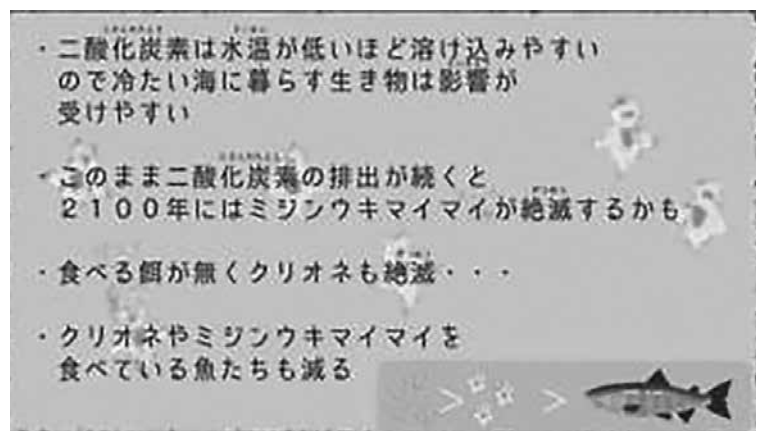 ・二酸化炭素は水温が低いほど溶け込みやすい
ので冷たい海に暮らす生き物は影響が
受けやすい
・このまま二酸化炭素の排出が続くと
２１００年にはミジンウキマイマイが絶滅するかも
・食べる餌が無くクリオネも絶滅・・・
・クリオネやミジンウキマイマイを
食べている魚たちも減る
＞ ＞